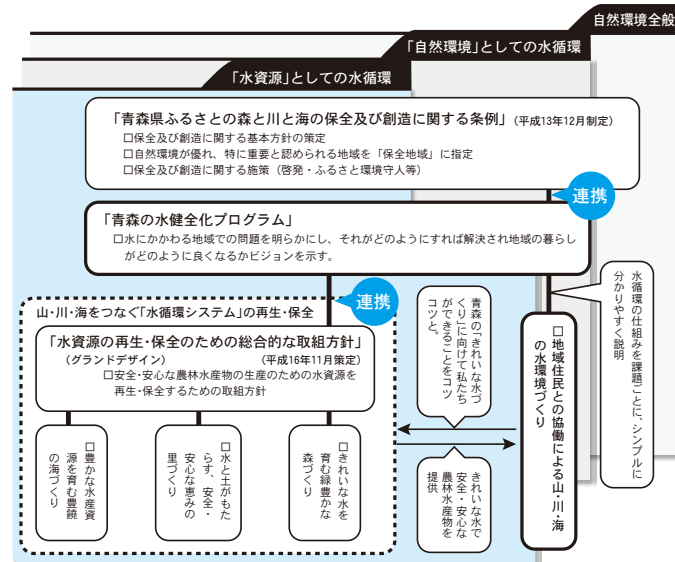 自然環境全般
「自然環境」としての水循環
「水資源」としての水循環
「青森県ふるさとの森と川と海の保全及び創造に関する条例」(平成13年12月制定)
□保全及び創造に関する基本方針の策定
□自然環境が優れ、特に重要と認められる地域を「保全地域」に指定
□保全及び創造に関する施策(啓発・ふるさと環境守人等)
連携
「青森の水健全化プログラム」
□水にかかわる地域での問題を明らかにし、それがどのようにすれば解決され地域の暮らし
がどのように良くなるかビジョンを示す。
連携
山・川・海をつなぐ「水循環システム」の再生・保全
「水資源の再生・保全のための総合的な取組方針」
(グランドデザイン) (平成16年11月策定)
□安全・安心な農林水産物の生産のための水資源を
再生・保全するための取組方針
□きれいな水を
育む緑豊かな
森づくり
□水と土がもた
らす、安全・
安心な恵みの
里づくり
□豊かな水産資
源を育む豊饒
の海づくり
青森の「きれいな水づ
くり」に向けて私たち
ができることをコツ
コツと。
きれいな水で
安全・安心な
農林水産物を
提供
□地域住民との協働による山・川・海
の水環境づくり
水循環の仕組みを課題ごとに、シンプルに
分かりやすく説明